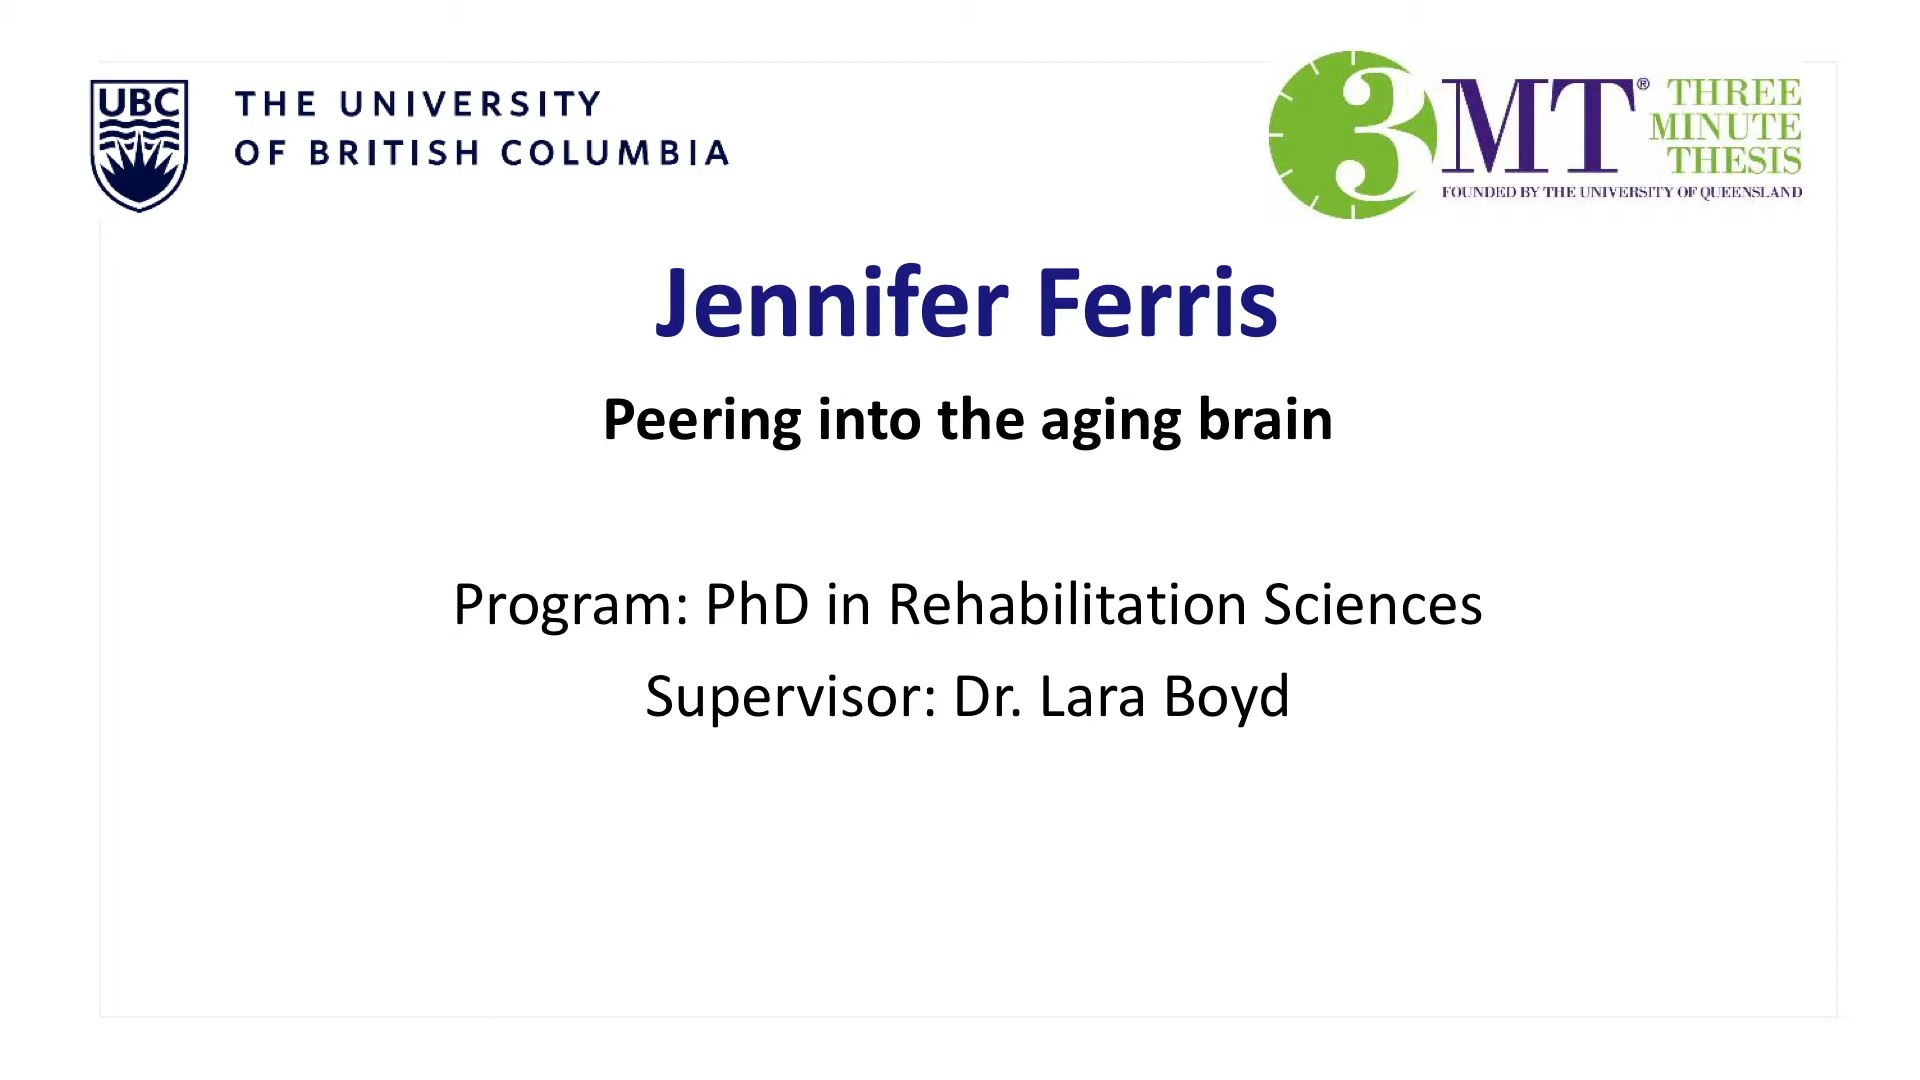 UBC
THE UNIVERSITY
OF BRITISH COLUMBIA
3MT® THREE
MINUTE
THESIS
FOUNDED BY THE UNIVERSITY OF QUEENSLAND
Jennifer Ferris
Peering into the aging brain
Program: PhD in Rehabilitation Sciences
Supervisor: Dr. Lara Boyd